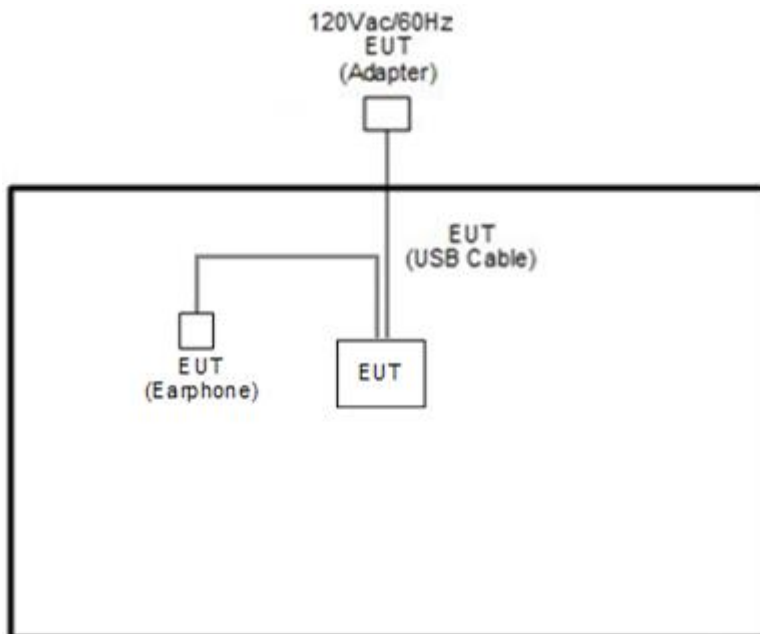 120Vac/60Hz
EUT
(Adapter)
EUT
(USB Cable)
EUT
(Earphone)
EUT